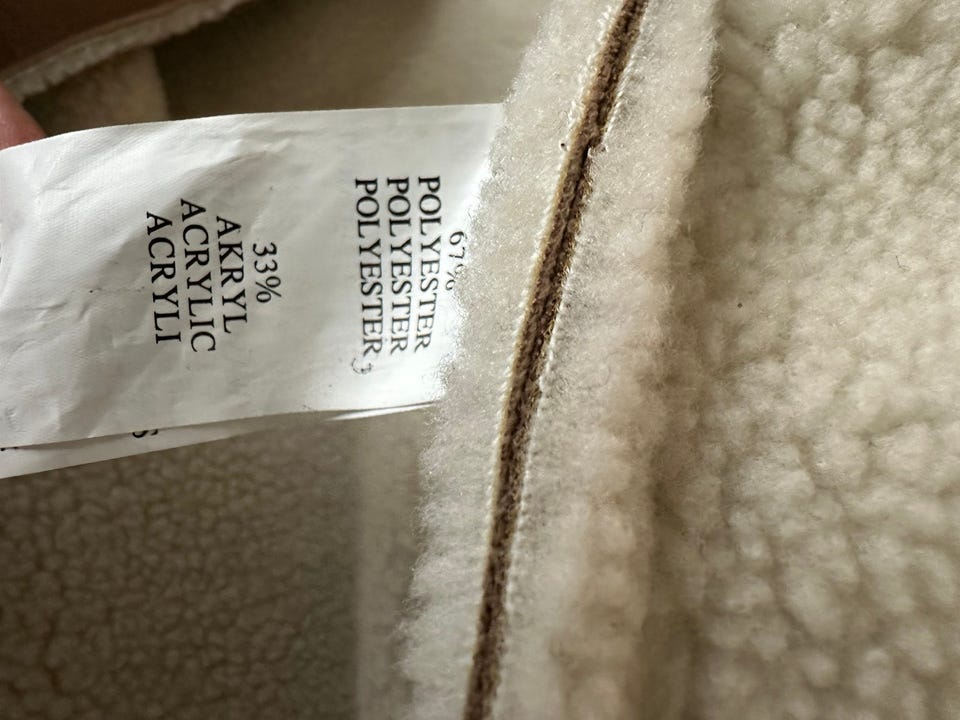 67%
POLYESTER
POLYESTER
POLYESTER
33%
AKRYL
ACRYLIC
ACRYLI